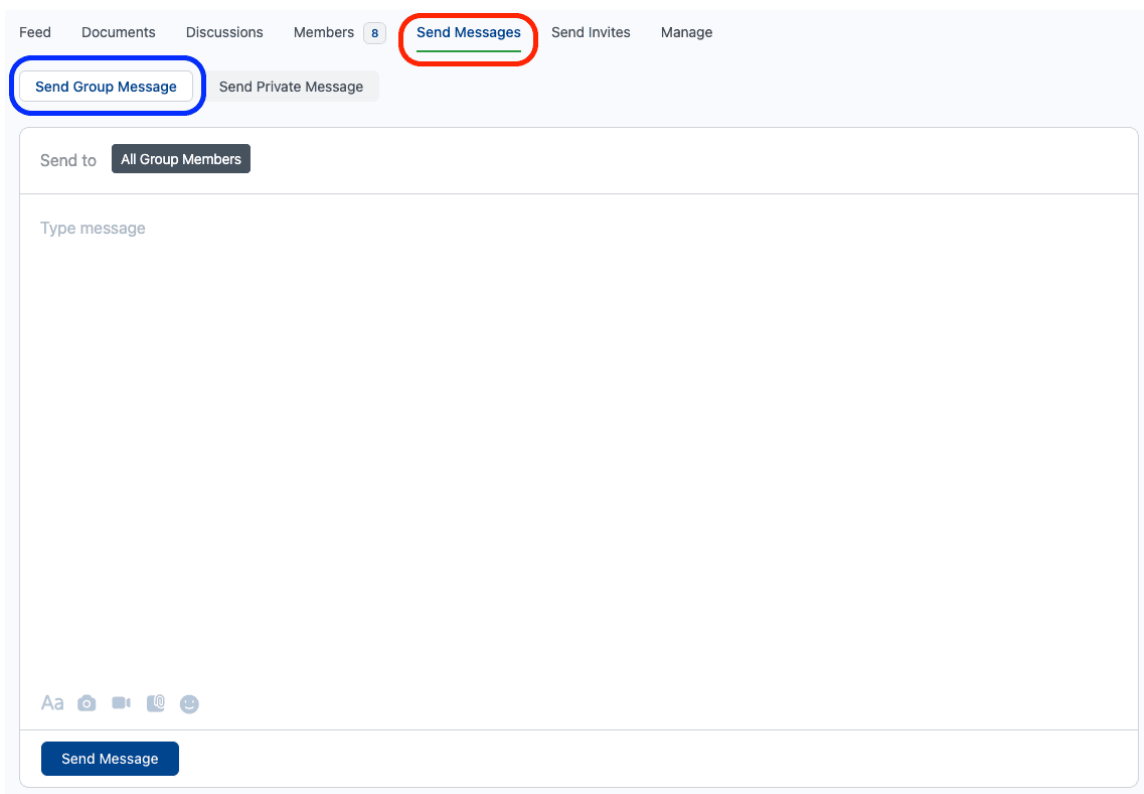 Feed Documents Discussions Members 8 Send Messages Send Invites Manage
Send Group Message Send Private Message
Send to All Group Members
Type message
Aa
Send Message